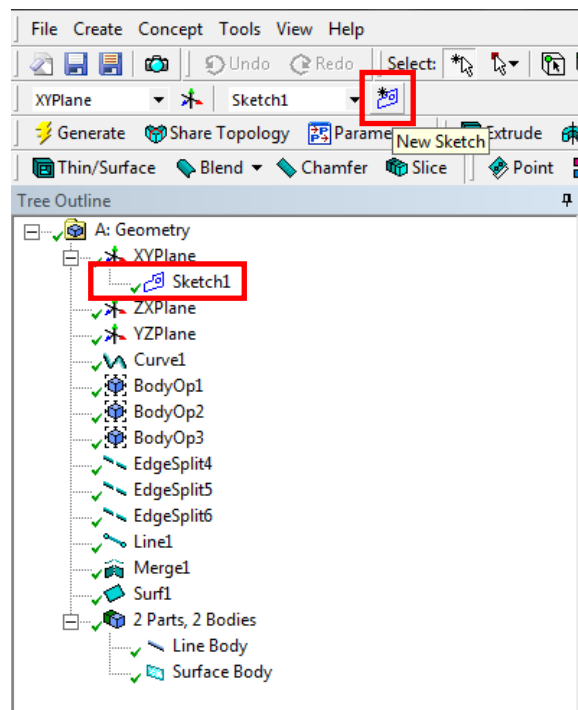 File Create Concept Tools View Help
Undo Redo Select:
XYPlane Sketch1
Generate Share Topology Parame Extrude
New Sketch
Thin/Surface Blend Chamfer Slice Point
Tree Outline
A: Geometry
XYPlane
Sketch1
ZXPlane
YZPlane
Curve1
BodyOp1
BodyOp2
BodyOp3
EdgeSplit4
EdgeSplit5
EdgeSplit6
Line1
Merge1
Surf1
2 Parts, 2 Bodies
Line Body
Surface Body